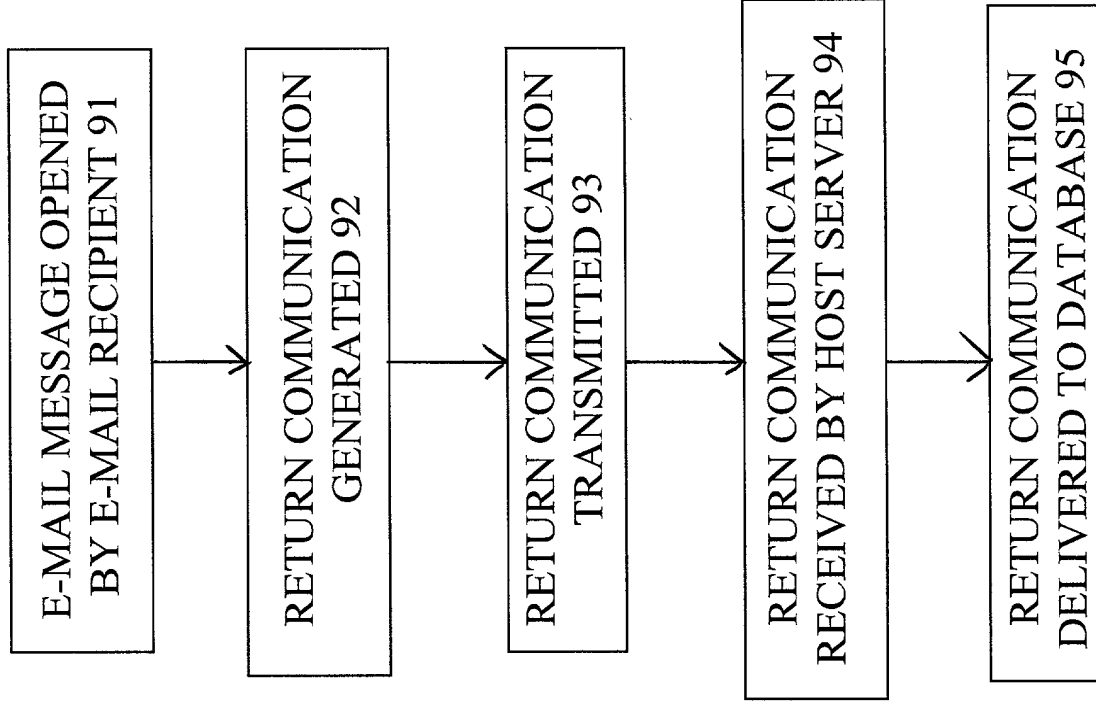 E-MAIL MESSAGE OPENED
BY E-MAIL RECIPIENT 91
RETURN COMMUNICATION
GENERATED 92
RETURN COMMUNICATION
TRANSMITTED 93
RETURN COMMUNICATION
RECEIVED BY HOST SERVER 94
RETURN COMMUNICATION
DELIVERED TO DATABASE 95